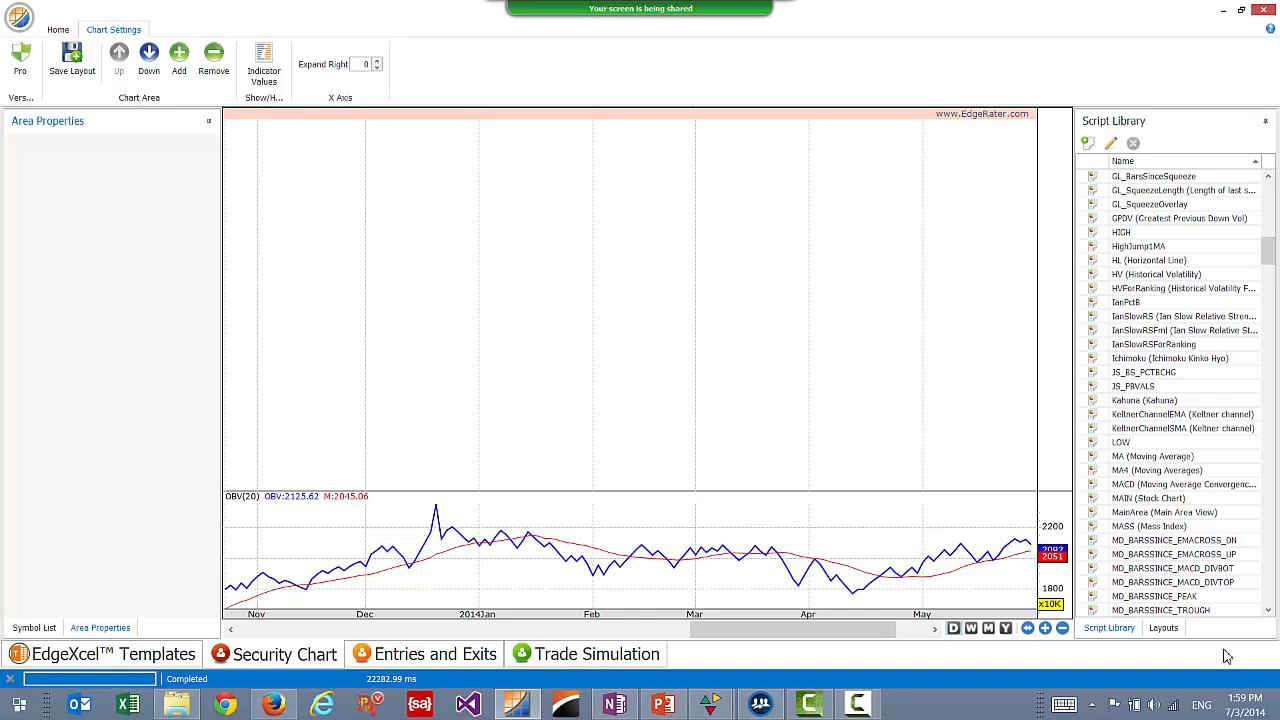 Your screen is being shared
Home
Chart Settings
Pro
Save Layout
Up
Down
Add
Remove
Indicator
Values
Expand Right
0
Vers...
Chart Area
Show/H...
X Axis
Area Properties
www.EdgeRater.com
Script Library
Name
GL_BarsSinceSqueeze
GL_SqueezeLength (Length of last s...
GL_SqueezeOverlay
GPDV (Greatest Previous Down Vol)
HIGH
HighJump1MA
HL (Horizontal Line)
HV (Historical Volatility)
HVForRanking (Historical Volatility F...
IanPctB
IanSlowRS (Ian Slow Relative Stren...
IanSlowRSFml (Ian Slow Relative St...
IanSlowRSForRanking
Ichimoku (Ichimoku Kinko Hyo)
JS_BS_PCTBCHG
JS_PBVALS
Kahuna (Kahuna)
KeltnerChannelEMA (Keltner channel)
KeltnerChannelSMA (Keltner channel)
LOW
MA (Moving Average)
MA4 (Moving Averages)
MACD (Moving Average Convergenc...
MAIN (Stock Chart)
MainArea (Main Area View)
MASS (Mass Index)
MD_BARSSINCE_EMACROSS_DN
MD_BARSSINCE_EMACROSS_UP
MD_BARSSINCE_MACD_DIVBOT
MD_BARSSINCE_MACD_DIVTOP
MD_BARSSINCE_PEAK
MD_BARSSINCE_TROUGH
OBV(20) OBV:2125.62 M:2045.06
2200
2092
2051
1800
x10K
Nov Dec 2014Jan Feb Mar Apr May
D W M Y
Symbol List
Area Properties
Script Library
Layouts
EdgeXcel™ Templates
Security Chart
Entries and Exits
Trade Simulation
Completed
22282.99 ms
{sa}
ENG
1:59 PM
7/3/2014